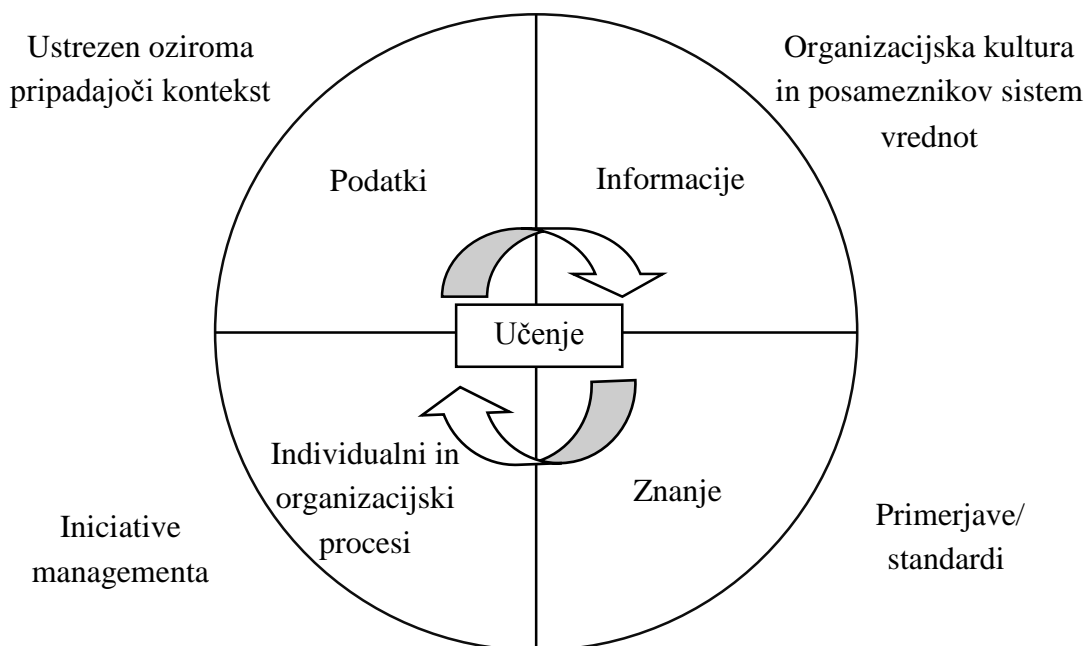 Ustrezen oziroma
pripadajoči kontekst
Organizacijska kultura
in posameznikov sistem
vrednot
Podatki
Informacije
Učenje
Individualni in
organizacijski
procesi
Znanje
Iniciative
managementa
Primerjave/
standardi